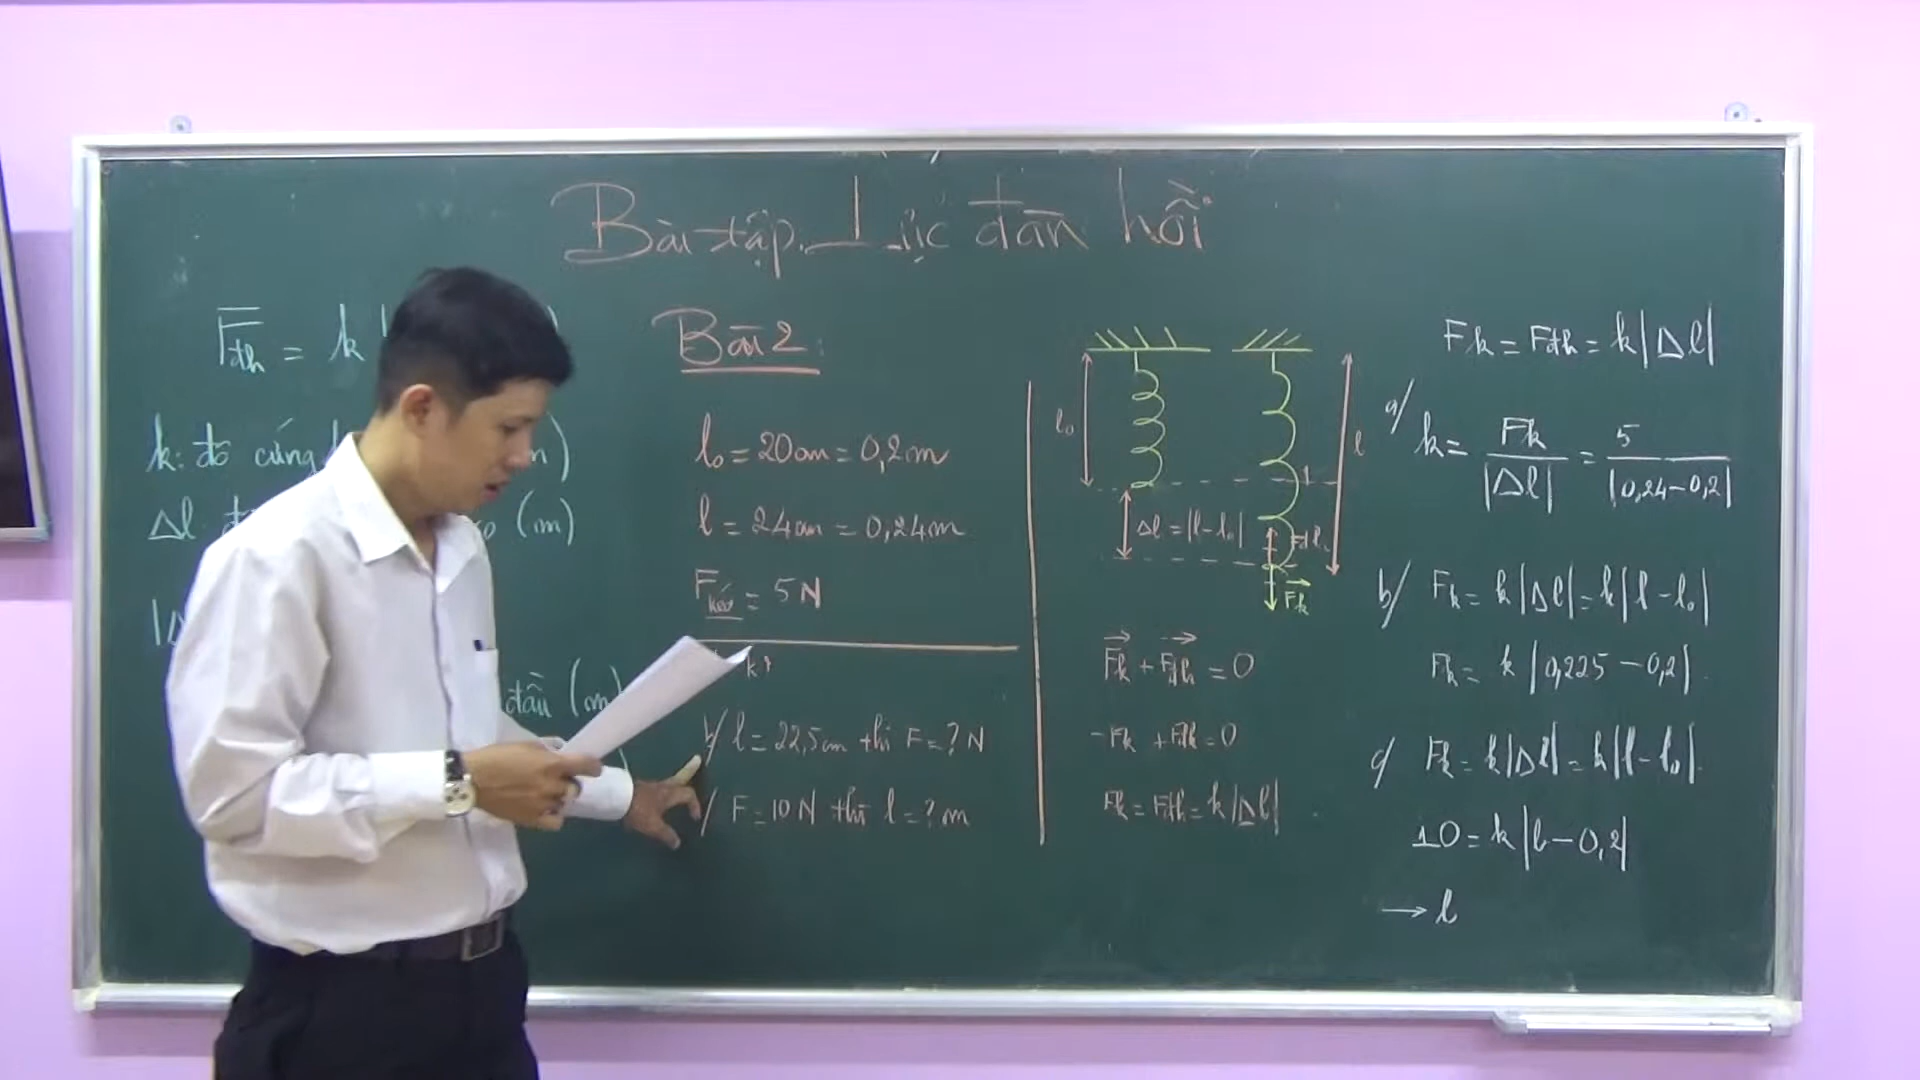 Bài tập. Lực đàn hồi
Fđh = k
k: độ cứng
Δl
(m)
đầu (m)
Bài 2:
l₀ = 20cm = 0,2m
l = 24cm = 0,24m
Fkéo = 5N
k?
b/ l = 22,5cm thì F = ? N
/ F = 10N thì l = ? m
l₀
l
Δl = |l-l₀|
Fđh
Fk
Fk + Fđh = 0
-Fk + Fđh = 0
Fk = Fđh = k|Δl|
Fk = Fđh = k|Δl|
a/ k = Fk / |Δl| = 5 / |0,24-0,2|
b/ Fk = k|Δl| = k|l-l₀|
Fk = k|0,225-0,2|
c/ Fk = k|Δl| = k|l-l₀|
10 = k|l-0,2|
→ l